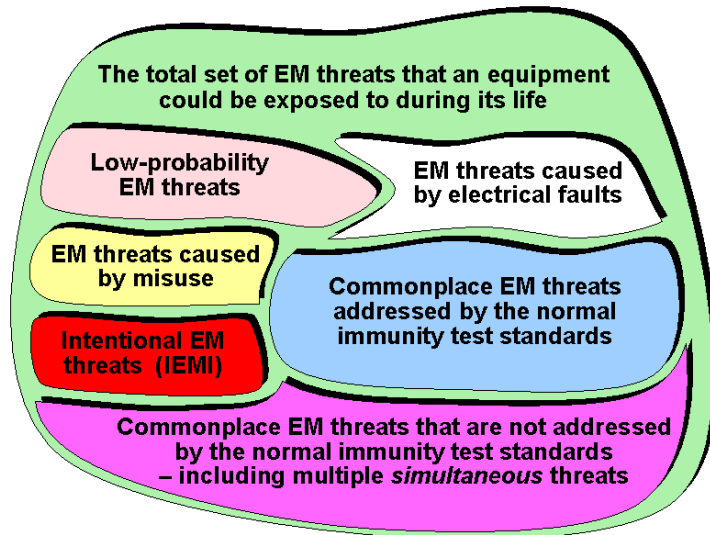 The total set of EM threats that an equipment
could be exposed to during its life
Low-probability
EM threats
EM threats caused
by electrical faults
EM threats caused
by misuse
Commonplace EM threats
addressed by the normal
immunity test standards
Intentional EM
threats (IEMI)
Commonplace EM threats that are not addressed
by the normal immunity test standards
– including multiple simultaneous threats